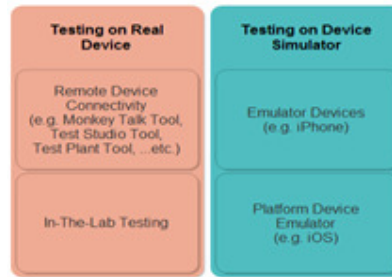 Testing on Real
Device
Remote Device
Connectivity
(e.g. Monkey Talk Tool,
Test Studio Tool,
Test Plant Tool, ...etc.)
In-The-Lab Testing
Testing on Device
Simulator
Emulator Devices
(e.g. iPhone)
Platform Device
Emulator
(e.g. iOS)